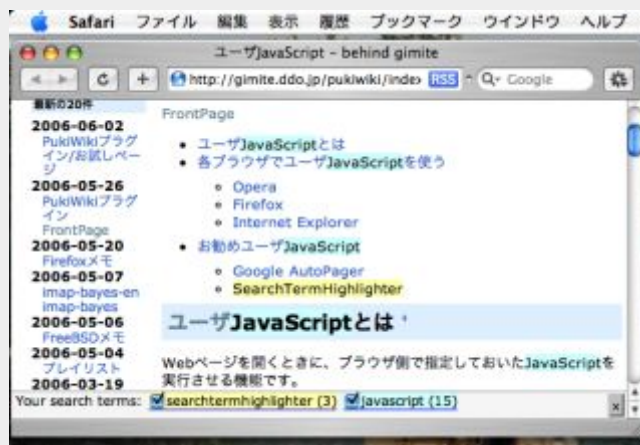 Safari ファイル 編集 表示 履歴 ブックマーク ウインドウ ヘルプ
ユーザJavaScript – behind gimite
http://gimite.ddo.jp/pukiwiki/index RSS Google
最新の20件
2006-06-02
PukiWikiプラグ
イン/お試しペー
ジ
2006-05-26
PukiWikiプラグ
イン
FrontPage
2006-05-20
Firefoxメモ
2006-05-07
imap-bayes-en
imap-bayes
2006-05-06
FreeBSDメモ
2006-05-04
プレイリスト
2006-03-19
FrontPage
ユーザJavaScriptとは
各ブラウザでユーザJavaScriptを使う
Opera
Firefox
Internet Explorer
お勧めユーザJavaScript
Google AutoPager
SearchTermHighlighter
ユーザJavaScriptとは
Webページを開くときに、ブラウザ側で指定しておいたJavaScriptを
実行させる機能です。
Your search terms: searchtermhighlighter (3) javascript (15)